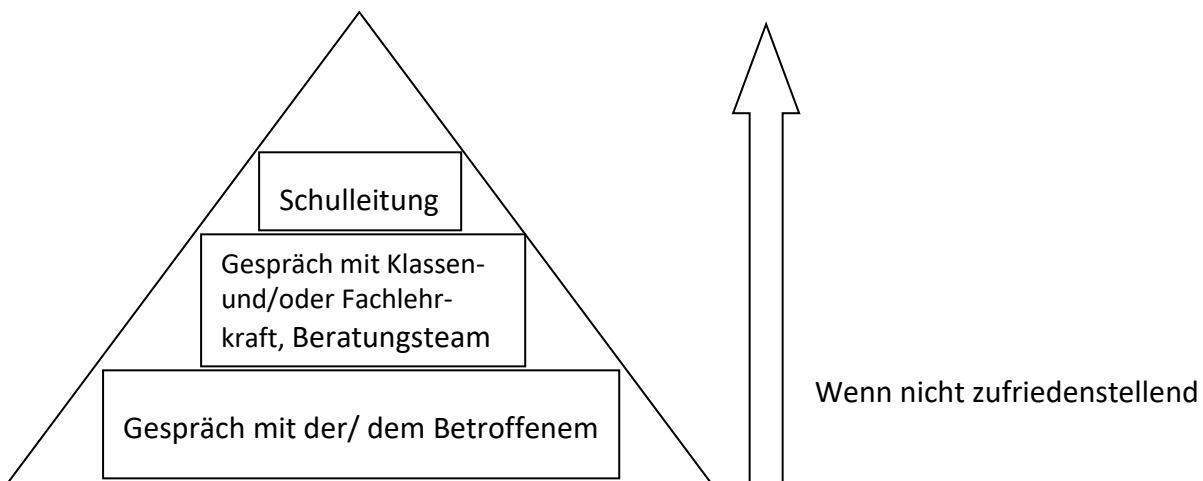 Schulleitung
Gespräch mit Klassen-
und/oder Fachlehr-
kraft, Beratungsteam
Gespräch mit der/ dem Betroffenem
Wenn nicht zufriedenstellend